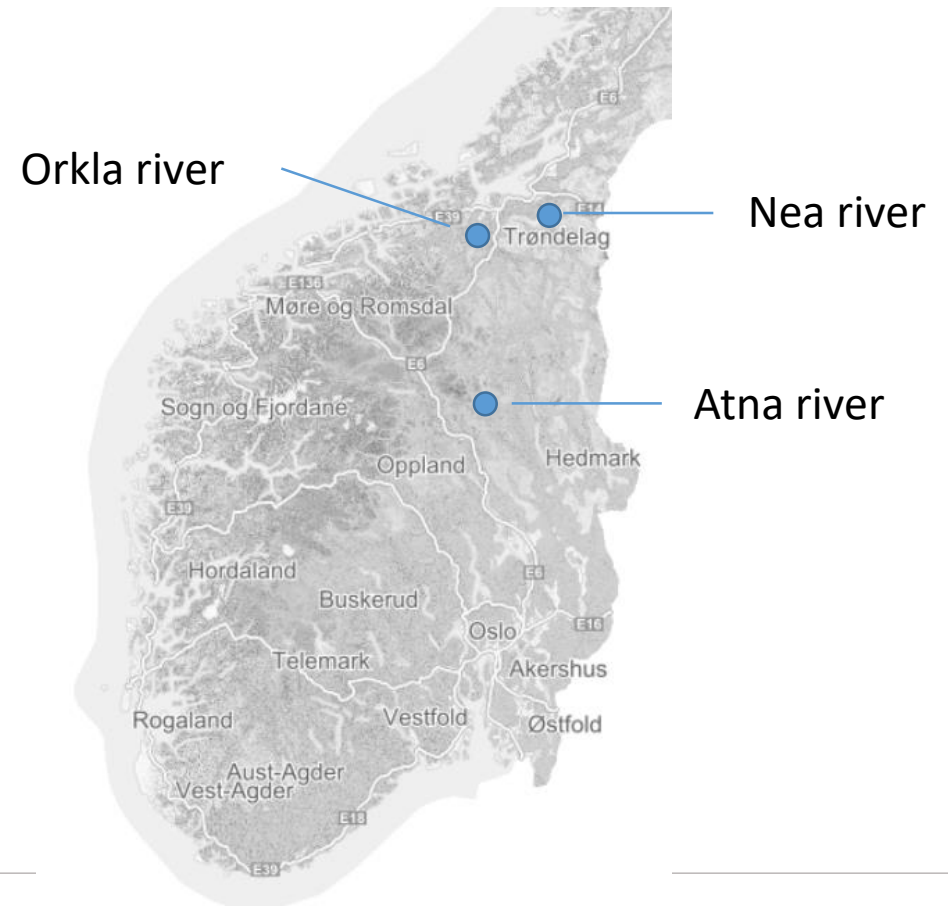 E6
Orkla river
E39
E14
Nea river
Trøndelag
E136
Møre og Romsdal
E6
Atna river
Sogn og Fjordane
Oppland
Hedmark
E39
Hordaland
E6
Buskerud
Oslo
E16
Telemark
Akershus
Rogaland
Vestfold
Østfold
Aust-Agder
Vest-Agder
E18
E39